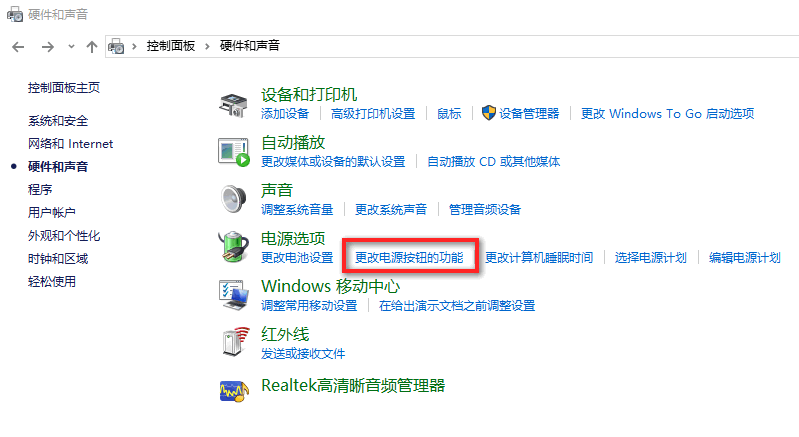 硬件和声音
控制面板 硬件和声音
控制面板主页
系统和安全
网络和 Internet
硬件和声音
程序
用户帐户
外观和个性化
时钟和区域
轻松使用
设备和打印机
添加设备 高级打印机设置 鼠标 设备管理器 更改 Windows To Go 启动选项
自动播放
更改媒体或设备的默认设置 自动播放 CD 或其他媒体
声音
调整系统音量 更改系统声音 管理音频设备
电源选项
更改电池设置 更改电源按钮的功能 更改计算机睡眠时间 选择电源计划 编辑电源计划
Windows 移动中心
调整常用移动设置 在给出演示文档之前调整设置
红外线
发送或接收文件
Realtek高清晰音频管理器